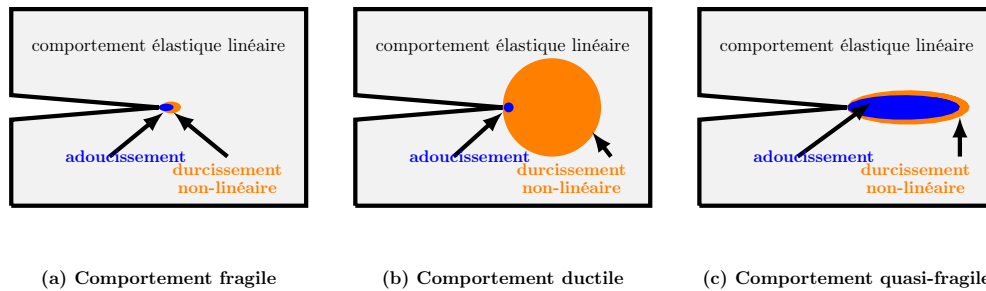 comportement élastique linéaire
adoucissement
durcissement
non-linéaire
(a) Comportement fragile
comportement élastique linéaire
adoucissement
durcissement
non-linéaire
(b) Comportement ductile
comportement élastique linéaire
adoucissement
durcissement
non-linéaire
(c) Comportement quasi-fragile